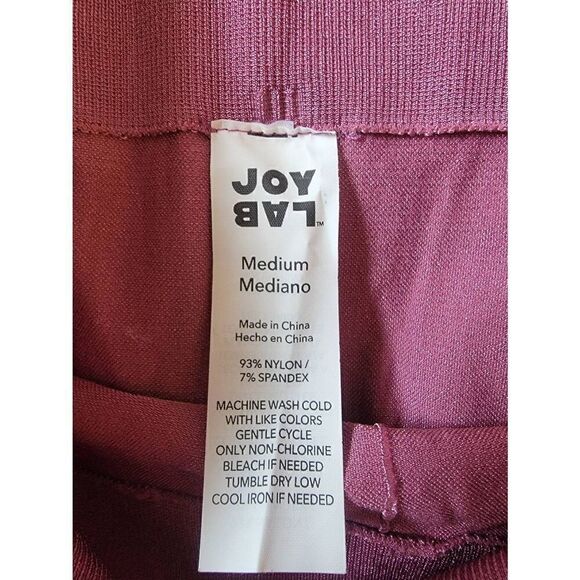 JOY
LAB™
Medium
Mediano
Made in China
Hecho en China
93% NYLON /
7% SPANDEX
MACHINE WASH COLD
WITH LIKE COLORS
GENTLE CYCLE
ONLY NON-CHLORINE
BLEACH IF NEEDED
TUMBLE DRY LOW
COOL IRON IF NEEDED